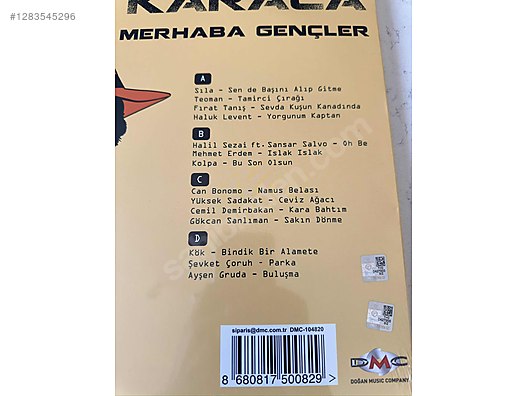 #1283545296
KARACA
MERHABA GENÇLER
A
Sıla - Sen de Başını Alıp Gitme
Teoman - Tamirci Çırağı
Fırat Tanış - Sevda Kuşun Kanadında
Haluk Levent - Yorgunum Kaptan
B
Halil Sezai ft. Sansar Salvo - Oh Be
Mehmet Erdem - Islak Islak
Kolpa - Bu Son Olsun
C
Can Bonomo - Namus Belası
Yüksek Sadakat - Ceviz Ağacı
Cemil Demirbakan - Kara Bahtım
Gökcan Sanlıman - Sakın Dönme
D
Kök - Bindik Bir Alamete
Şevket Çoruh - Parka
Ayşen Gruda - Buluşma
siparis@dmc.com.tr DMC-104820
8 680817 500829 >
DMC
DOĞAN MUSIC COMPANY